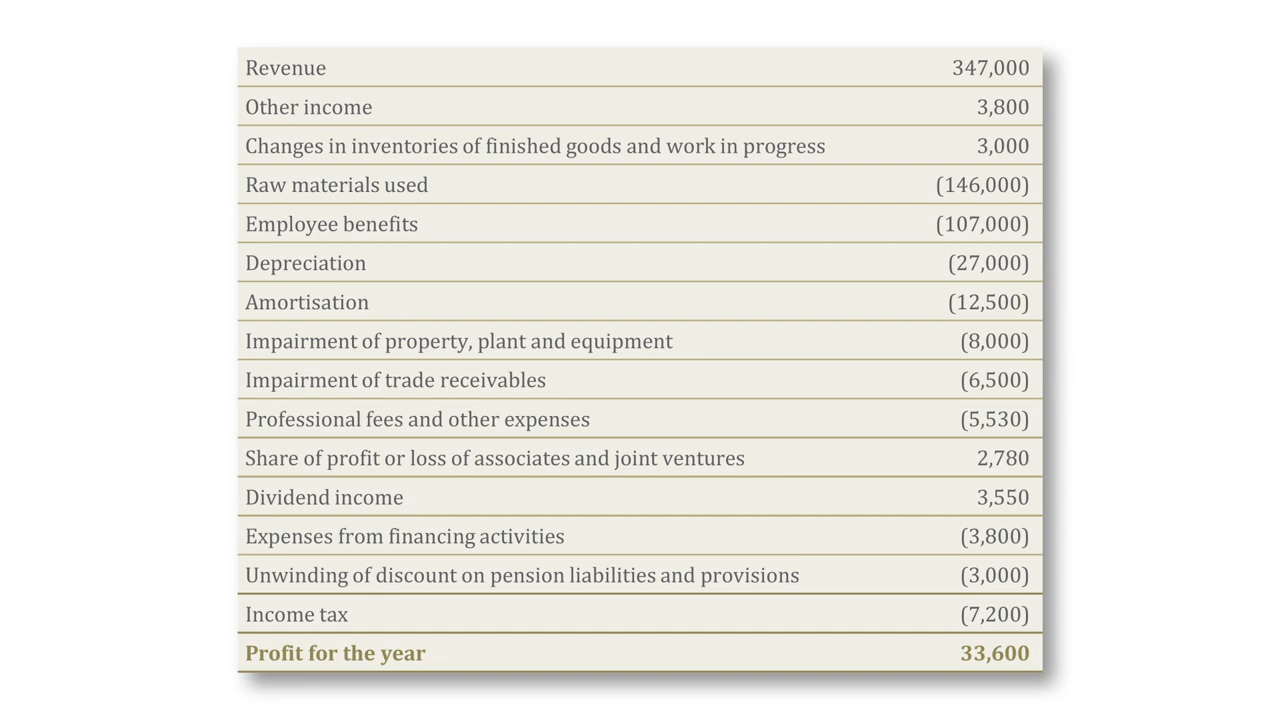 Revenue 347,000
Other income 3,800
Changes in inventories of finished goods and work in progress 3,000
Raw materials used (146,000)
Employee benefits (107,000)
Depreciation (27,000)
Amortisation (12,500)
Impairment of property, plant and equipment (8,000)
Impairment of trade receivables (6,500)
Professional fees and other expenses (5,530)
Share of profit or loss of associates and joint ventures 2,780
Dividend income 3,550
Expenses from financing activities (3,800)
Unwinding of discount on pension liabilities and provisions (3,000)
Income tax (7,200)
Profit for the year 33,600